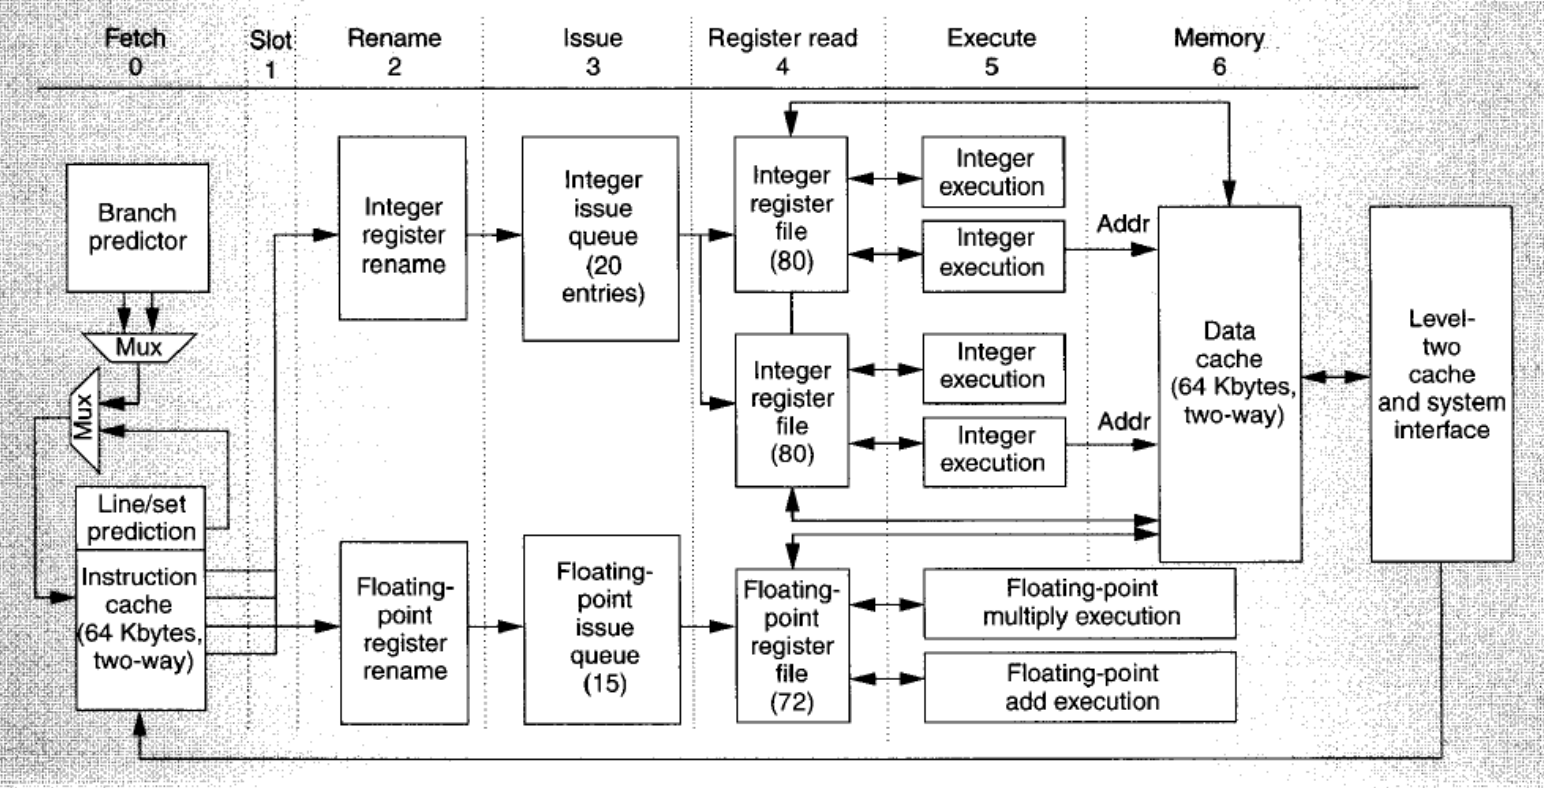 Fetch
0
Slot
1
Rename
2
Issue
3
Register read
4
Execute
5
Memory
6
Branch
predictor
Mux
Mux
Line/set
prediction
Instruction
cache
(64 Kbytes,
two-way)
Integer
register
rename
Floating-
point
register
rename
Integer
issue
queue
(20
entries)
Floating-
point
issue
queue
(15)
Integer
register
file
(80)
Integer
register
file
(80)
Floating-
point
register
file
(72)
Integer
execution
Integer
execution
Integer
execution
Integer
execution
Floating-point
multiply execution
Floating-point
add execution
Addr
Addr
Data
cache
(64 Kbytes,
two-way)
Level-
two
cache
and system
interface